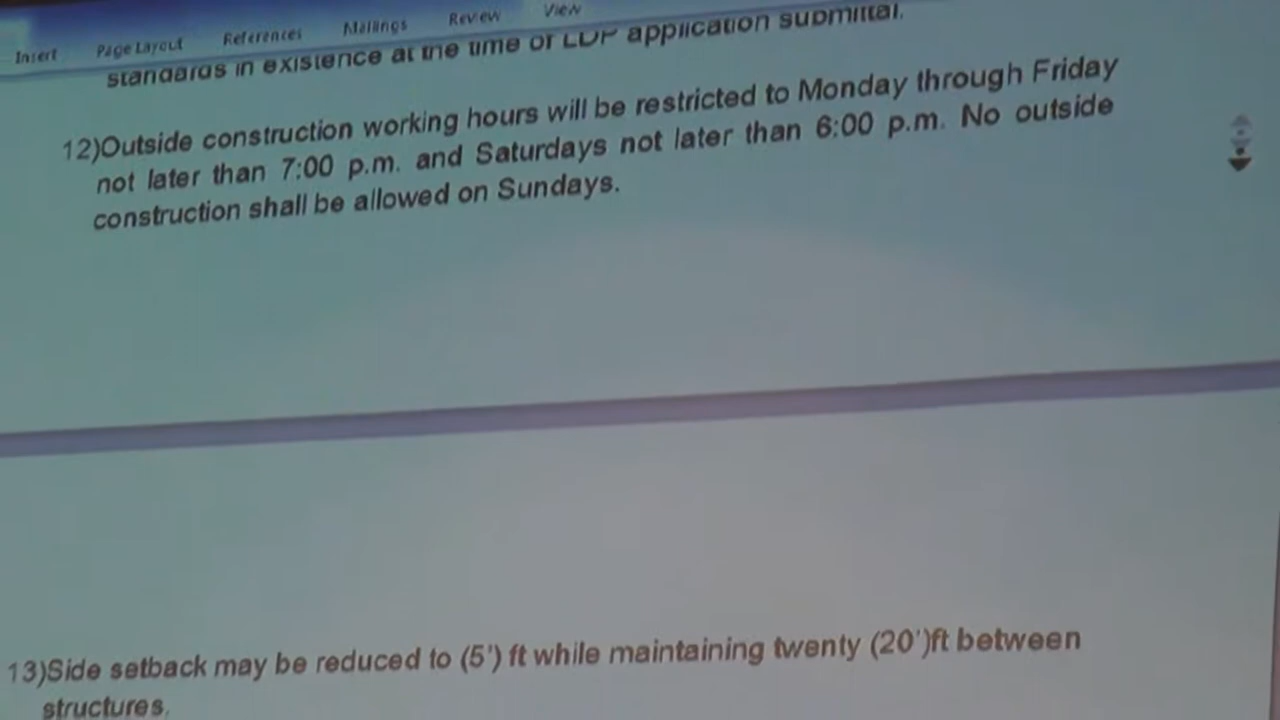 Insert Page Layout References Mailings Review View
standards in existence at the time of LDP application submittal.
12)Outside construction working hours will be restricted to Monday through Friday
not later than 7:00 p.m. and Saturdays not later than 6:00 p.m. No outside
construction shall be allowed on Sundays.
13)Side setback may be reduced to (5') ft while maintaining twenty (20')ft between
structures.